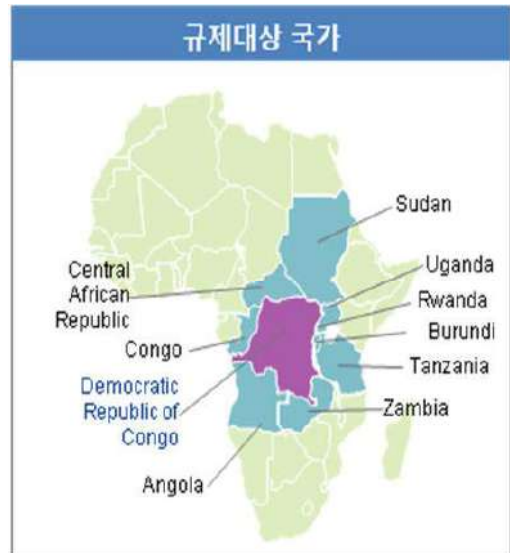 규제대상 국가
Sudan
Central
African
Republic
Uganda
Rwanda
Burundi
Congo
Tanzania
Democratic
Republic of
Congo
Zambia
Angola